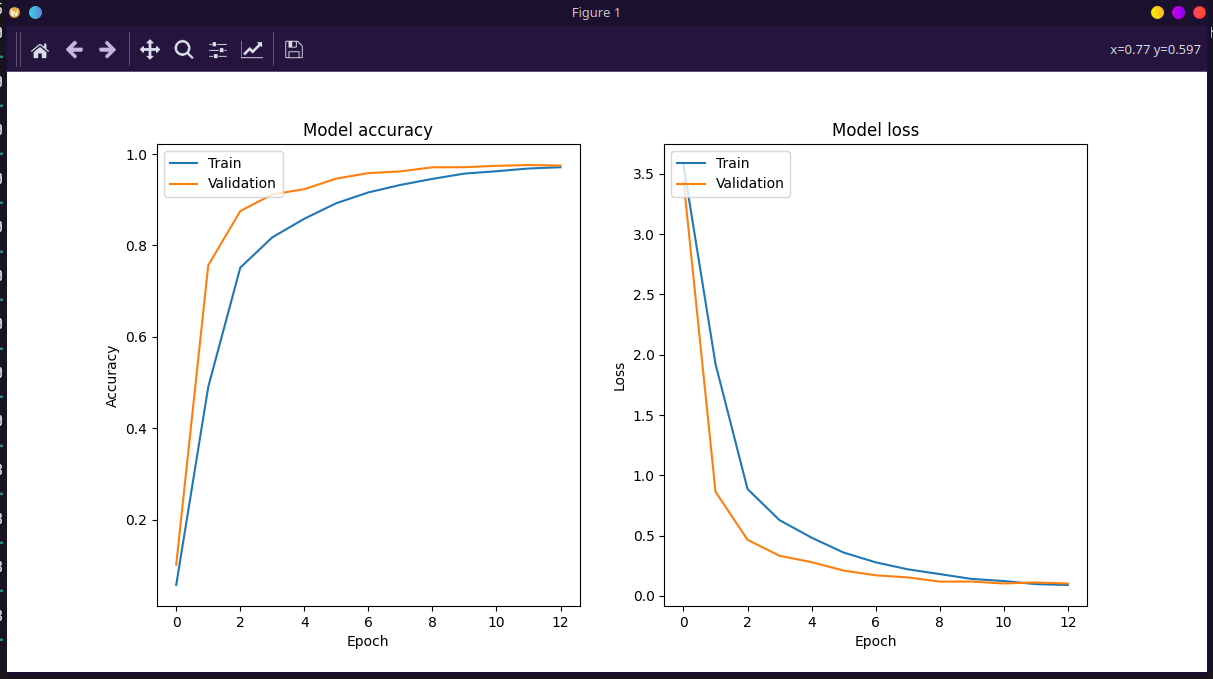 Figure 1
x=0.77 y=0.597
Model accuracy
Train
Validation
1.0
0.8
0.6
0.4
0.2
Accuracy
0 2 4 6 8 10 12
Epoch
Model loss
Train
Validation
3.5
3.0
2.5
2.0
1.5
1.0
0.5
0.0
Loss
0 2 4 6 8 10 12
Epoch